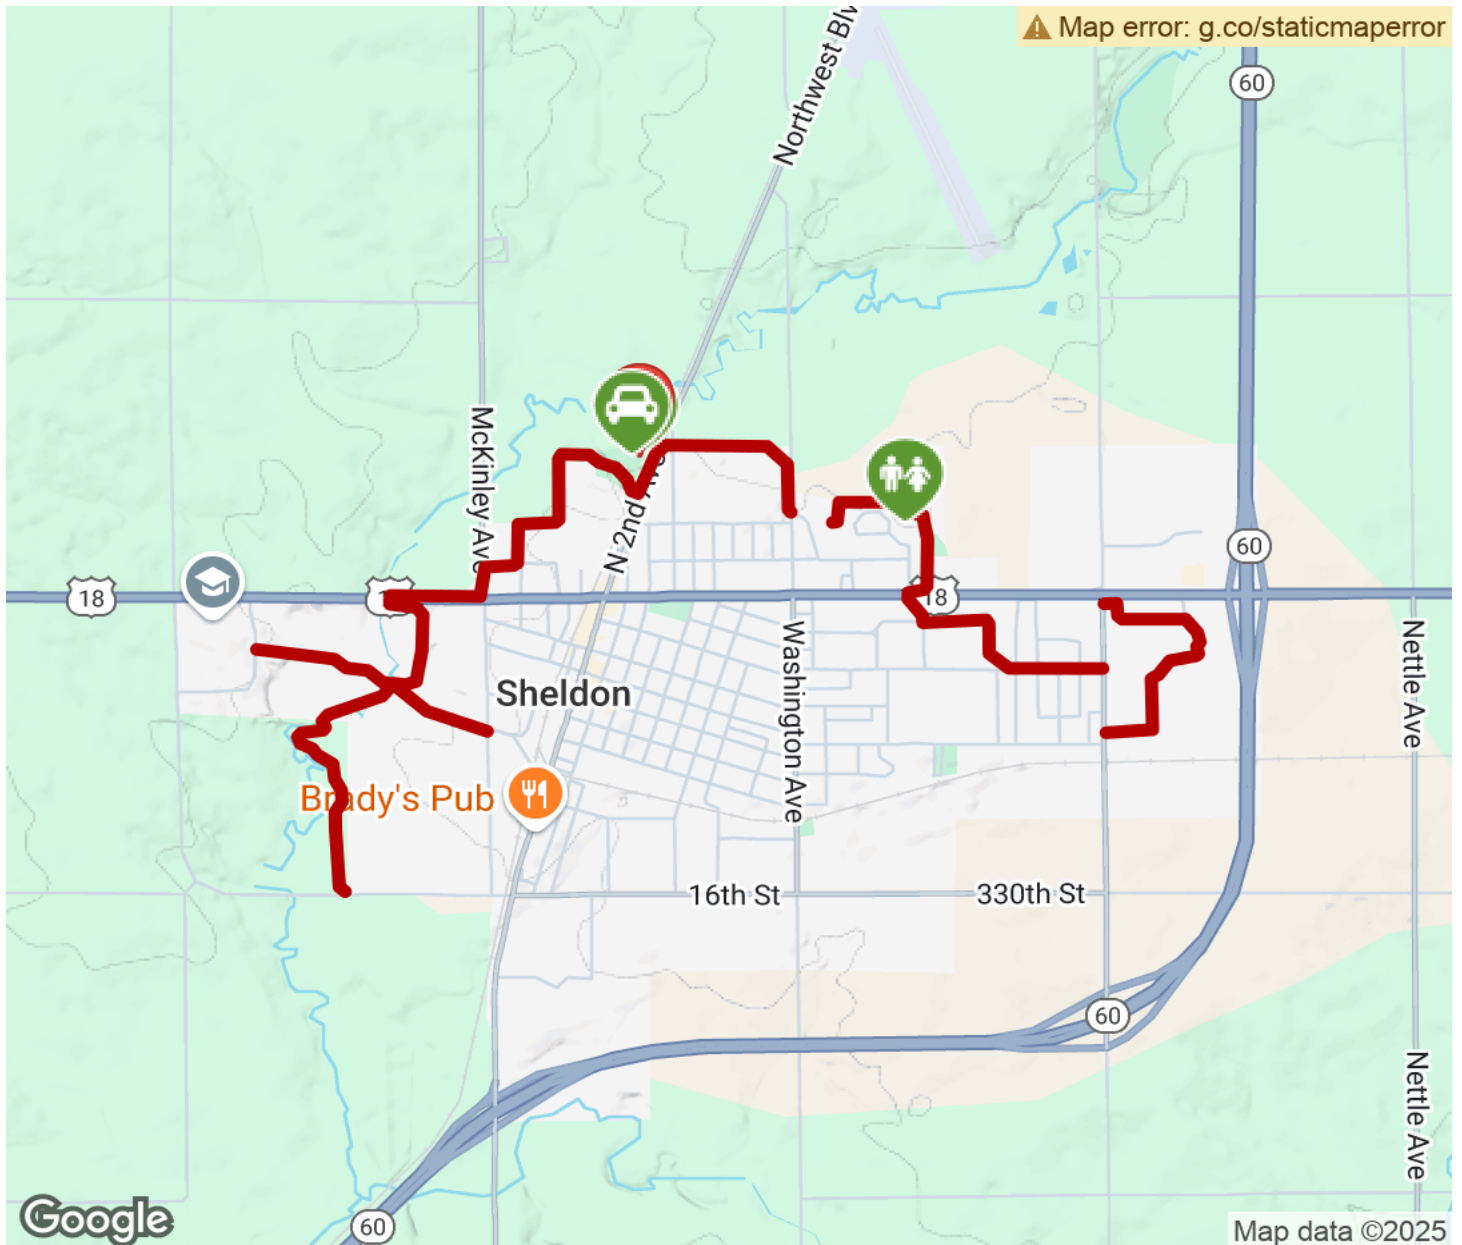 Map error: g.co/staticmaperror
60
Northwest Blv
McKinley Ave
N 2nd Ave
60
18
18
Washington Ave
Nettle Ave
Sheldon
Brady's Pub
16th St
330th St
60
Nettle Ave
Google
60
Map data ©2025